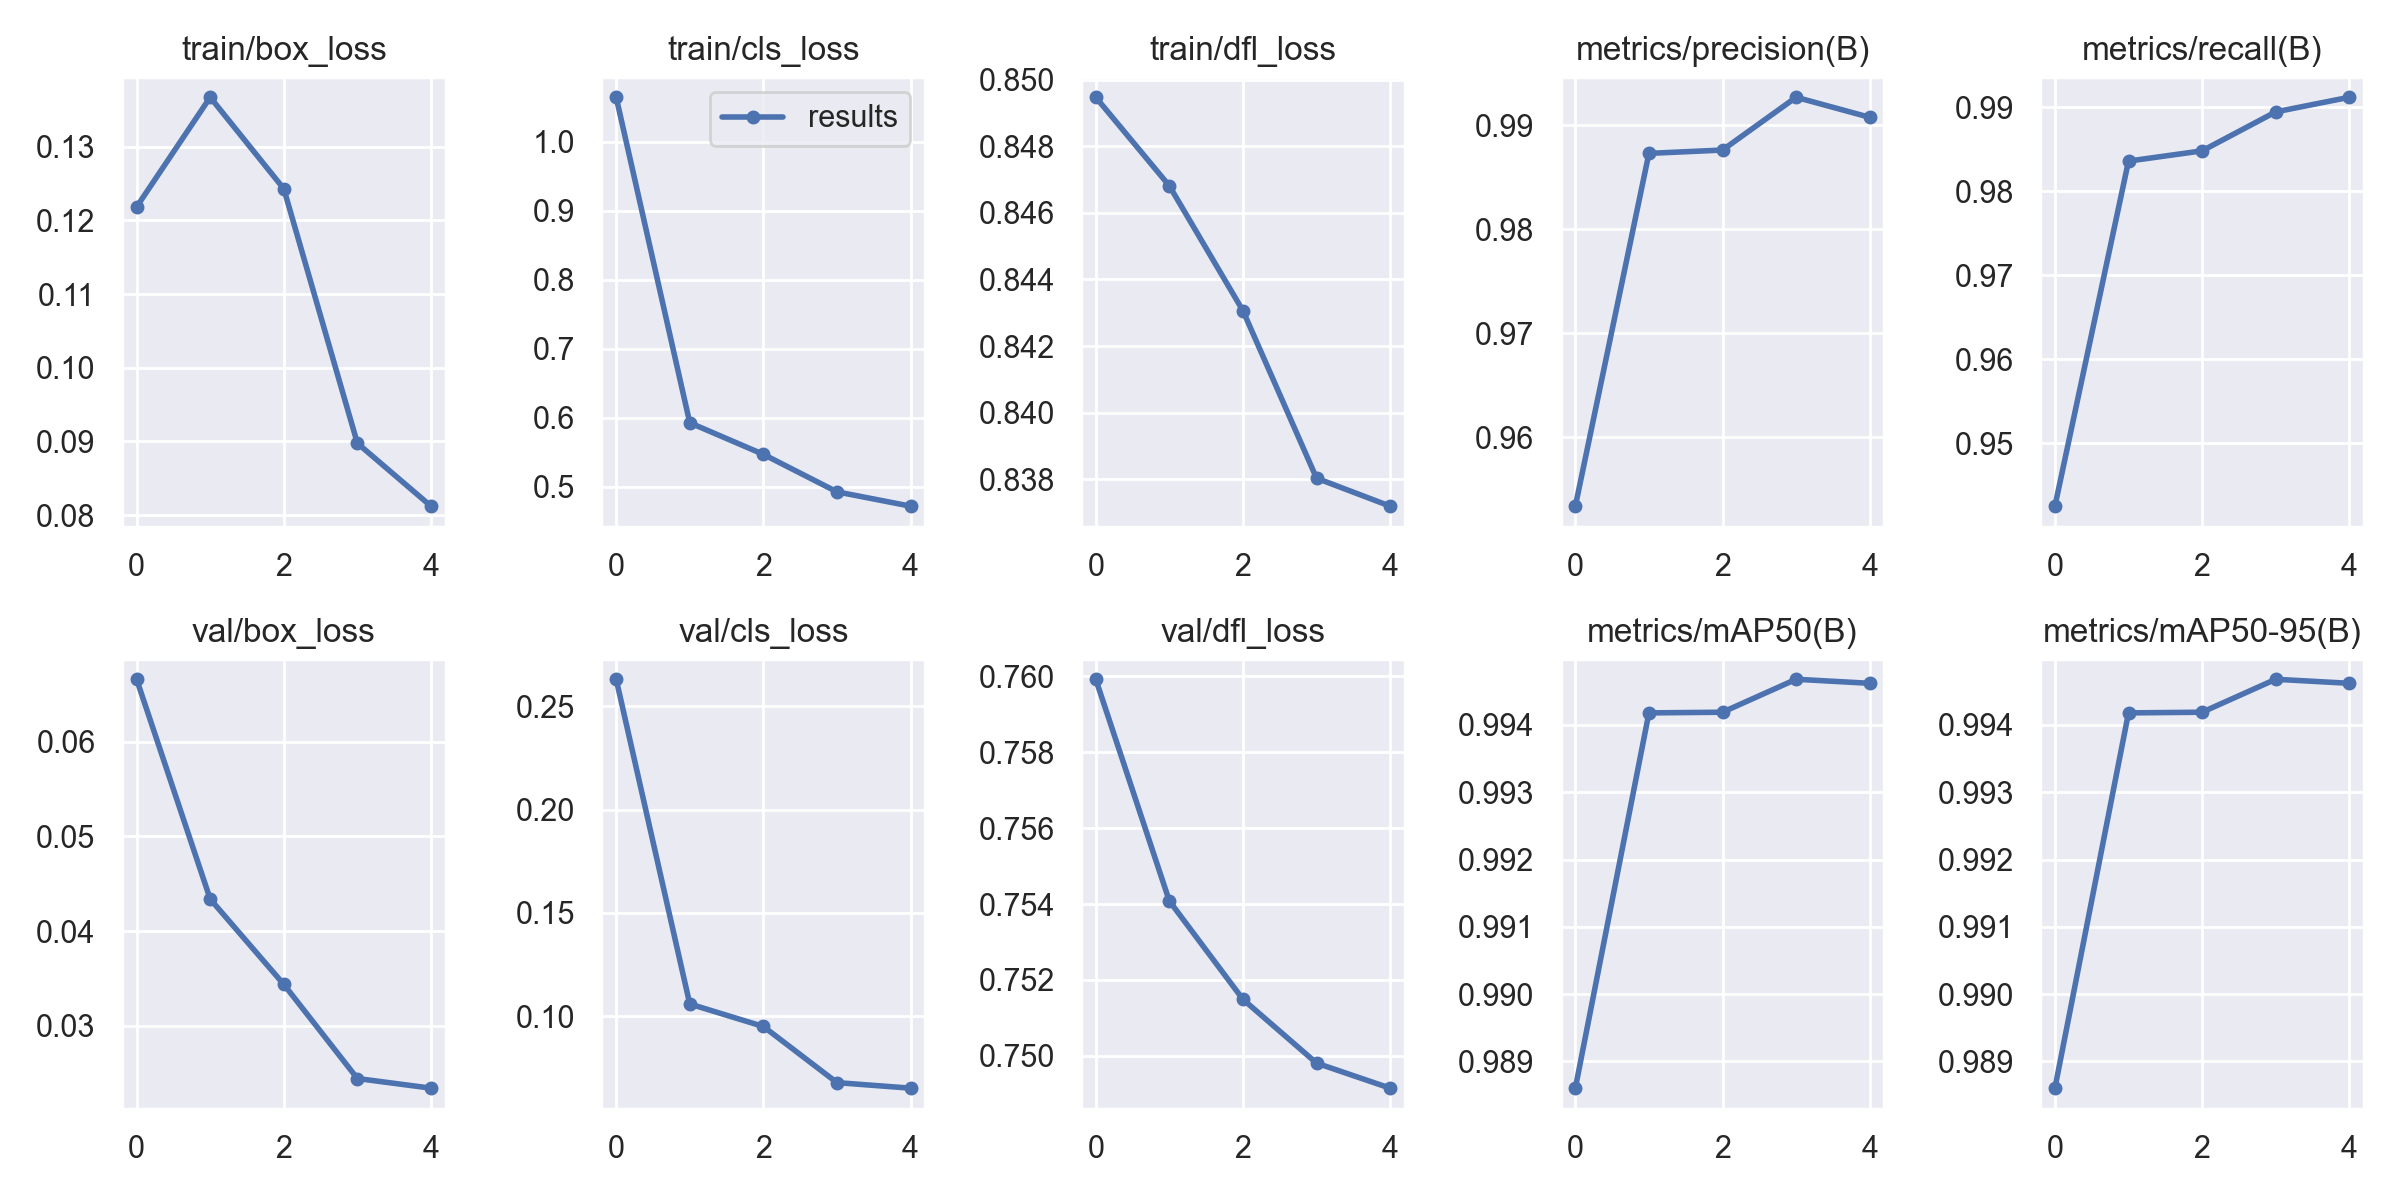 train/box_loss
0.13
0.12
0.11
0.10
0.09
0.08
0 2 4
train/cls_loss
results
1.0
0.9
0.8
0.7
0.6
0.5
0 2 4
train/dfl_loss
0.850
0.848
0.846
0.844
0.842
0.840
0.838
0 2 4
metrics/precision(B)
0.99
0.98
0.97
0.96
0 2 4
metrics/recall(B)
0.99
0.98
0.97
0.96
0.95
0 2 4
val/box_loss
0.06
0.05
0.04
0.03
0 2 4
val/cls_loss
0.25
0.20
0.15
0.10
0 2 4
val/dfl_loss
0.760
0.758
0.756
0.754
0.752
0.750
0 2 4
metrics/mAP50(B)
0.994
0.993
0.992
0.991
0.990
0.989
0 2 4
metrics/mAP50-95(B)
0.994
0.993
0.992
0.991
0.990
0.989
0 2 4